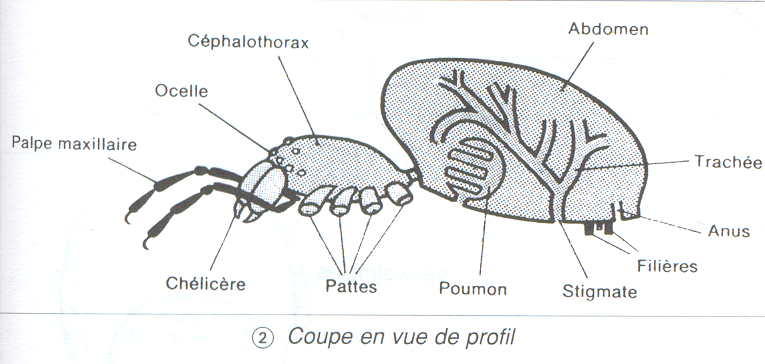 Abdomen
Céphalothorax
Ocelle
Palpe maxillaire
Trachée
Anus
Filières
Chélicère
Pattes
Poumon
Stigmate
2 Coupe en vue de profil